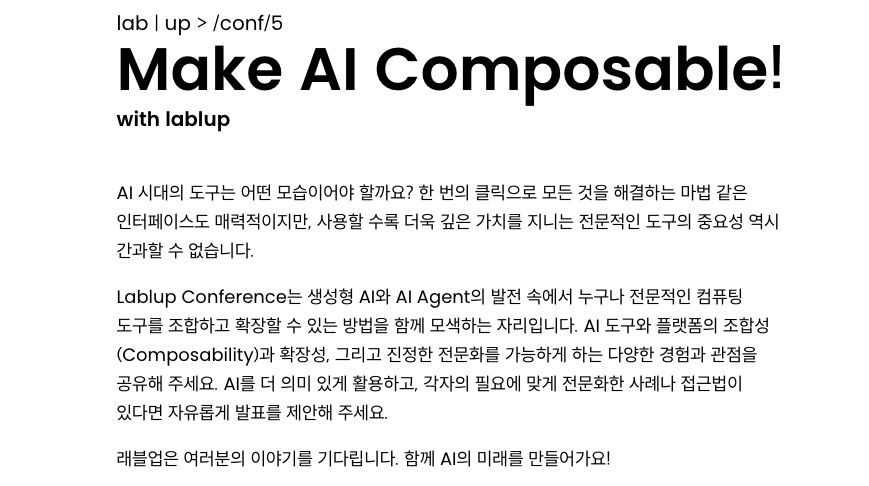 lab | up > /conf/5
Make AI Composable!
with lablup
AI 시대의 도구는 어떤 모습이어야 할까요? 한 번의 클릭으로 모든 것을 해결하는 마법 같은
인터페이스도 매력적이지만, 사용할 수록 더욱 깊은 가치를 지니는 전문적인 도구의 중요성 역시
간과할 수 없습니다.
Lablup Conference는 생성형 AI와 AI Agent의 발전 속에서 누구나 전문적인 컴퓨팅
도구를 조합하고 확장할 수 있는 방법을 함께 모색하는 자리입니다. AI 도구와 플랫폼의 조합성
(Composability)과 확장성, 그리고 진정한 전문화를 가능하게 하는 다양한 경험과 관점을
공유해 주세요. AI를 더 의미 있게 활용하고, 각자의 필요에 맞게 전문화한 사례나 접근법이
있다면 자유롭게 발표를 제안해 주세요.
래블업은 여러분의 이야기를 기다립니다. 함께 AI의 미래를 만들어가요!